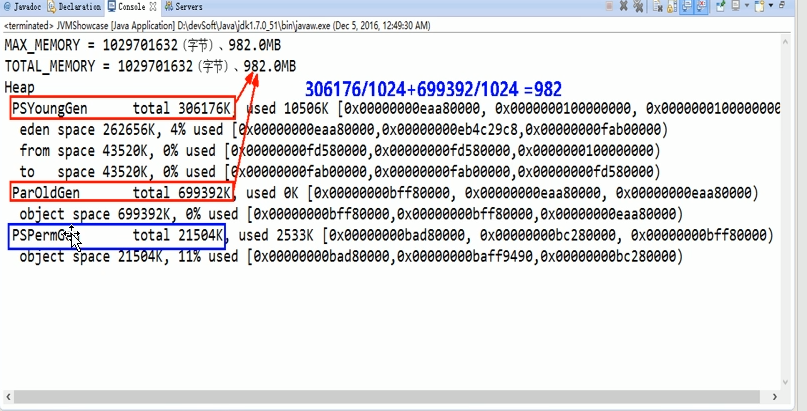 @ Javadoc Declaration Console Servers
<terminated> JVMShowcase [Java Application] D:\devSoft\Java\jdk1.7.0_51\bin\javaw.exe (Dec 5, 2016, 12:49:30 AM)
MAX_MEMORY = 1029701632（字节）、982.0MB
TOTAL_MEMORY = 1029701632（字节）、982.0MB
Heap
306176/1024+699392/1024 =982
PSYoungGen total 306176K, used 10506K [0x00000000eaa80000, 0x0000000100000000, 0x0000000100000000
eden space 262656K, 4% used [0x00000000eaa80000,0x00000000eb4c29c8,0x00000000fab00000)
from space 43520K, 0% used [0x00000000fd580000,0x00000000fd580000,0x0000000100000000)
to space 43520K, 0% used [0x00000000fab00000,0x00000000fab00000,0x00000000fd580000)
ParOldGen total 699392K, used 0K [0x00000000bff80000, 0x00000000eaa80000, 0x00000000eaa80000)
object space 699392K, 0% used [0x00000000bff80000,0x00000000bff80000,0x00000000eaa80000)
PSPermGen total 21504K, used 2533K [0x00000000bad80000, 0x00000000bc280000, 0x00000000bff80000)
object space 21504K, 11% used [0x00000000bad80000,0x00000000baff9490,0x00000000bc280000)